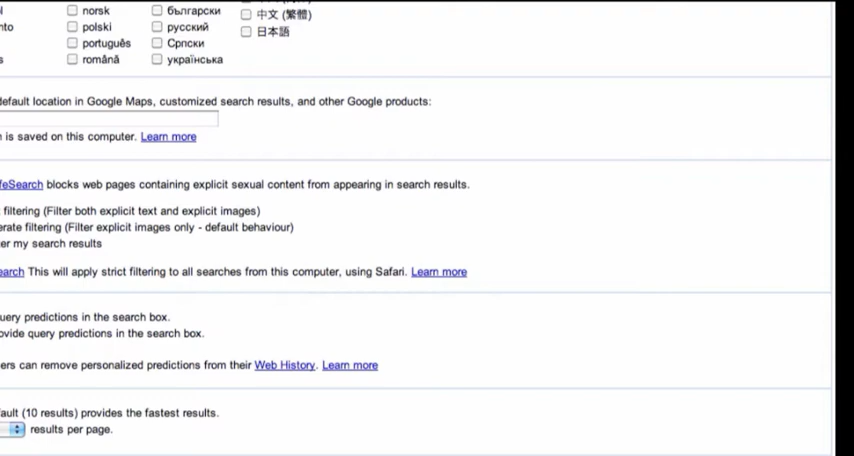 norsk български 中文 (繁體)
polski русский 日本語
português Српски
română українська
default location in Google Maps, customized search results, and other Google products:
is saved on this computer. Learn more
feSearch blocks web pages containing explicit sexual content from appearing in search results.
filtering (Filter both explicit text and explicit images)
erate filtering (Filter explicit images only - default behaviour)
er my search results
earch This will apply strict filtering to all searches from this computer, using Safari. Learn more
uery predictions in the search box.
ovide query predictions in the search box.
ers can remove personalized predictions from their Web History. Learn more
ault (10 results) provides the fastest results.
results per page.